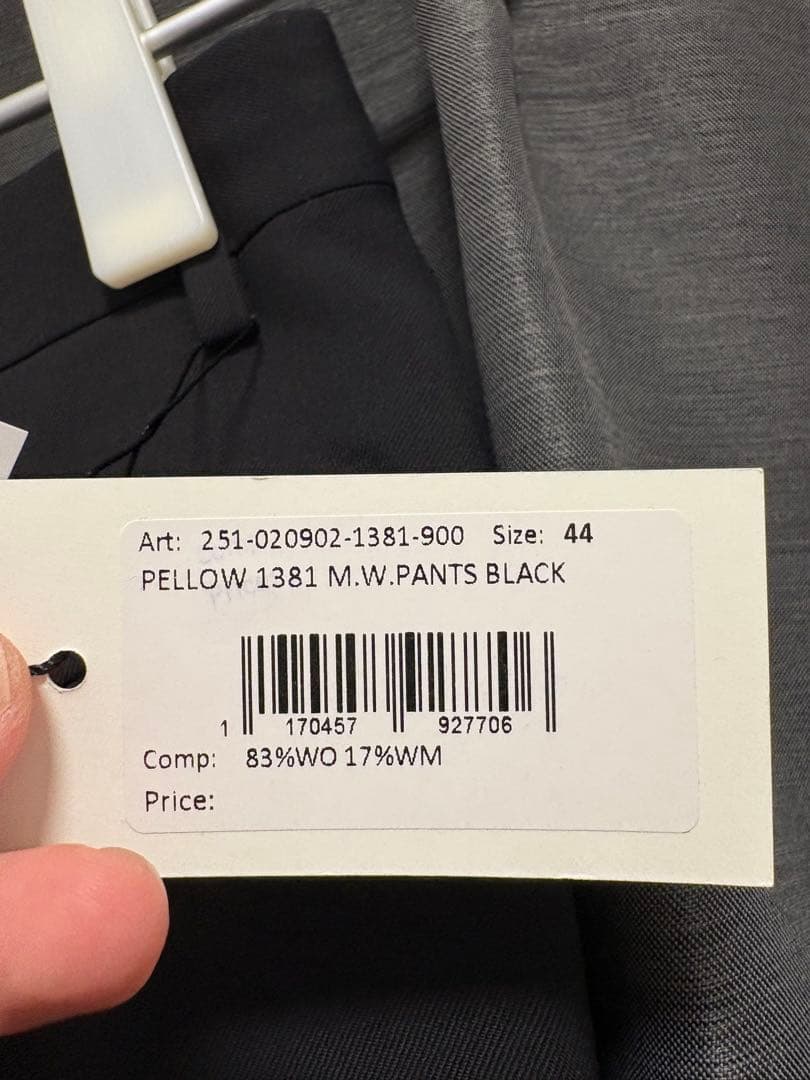 Art: 251-020902-1381-900 Size: 44
PELLOW 1381 M.W.PANTS BLACK
1 170457 927706
Comp: 83%WO 17%WM
Price: